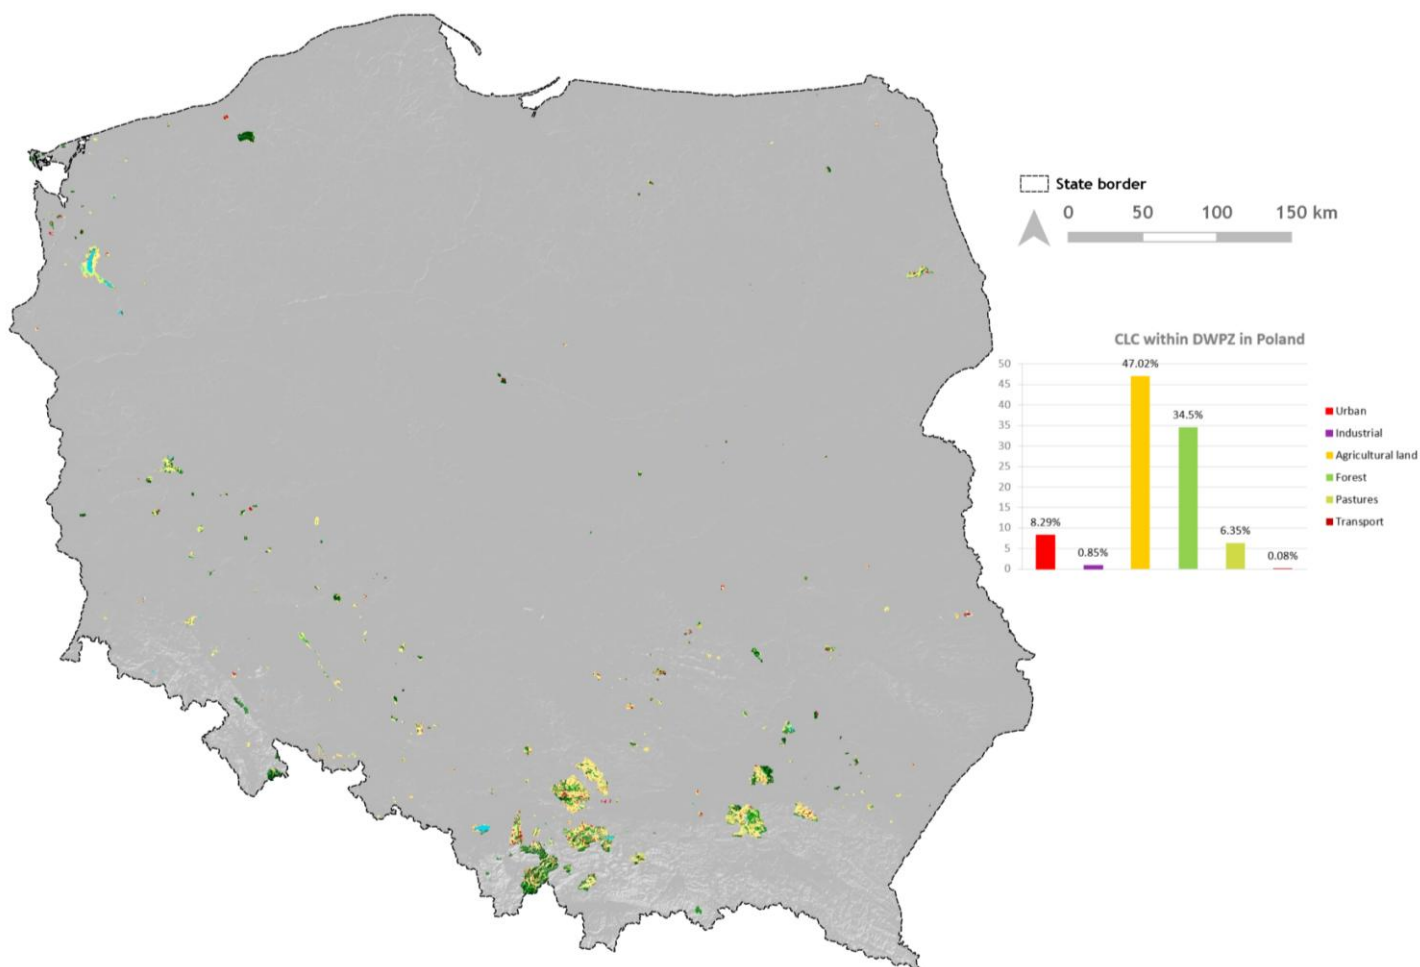 State border
0 50 100 150 km
CLC within DWPZ in Poland
50
45
40
35
30
25
20
15
10
5
0
8.29%
0.85%
47.02%
34.5%
6.35%
0.08%
Urban
Industrial
Agricultural land
Forest
Pastures
Transport